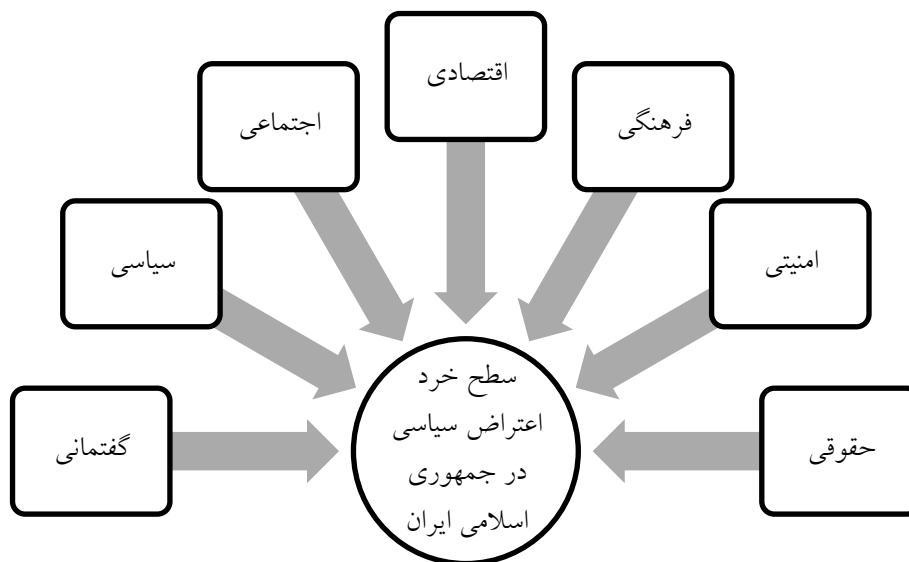 اقتصادی
اجتماعی
فرهنگی
سیاسی
امنیتی
گفتمانی
حقوقی
سطح خرد
اعتراض سیاسی
در جمهوری
اسلامی ایران